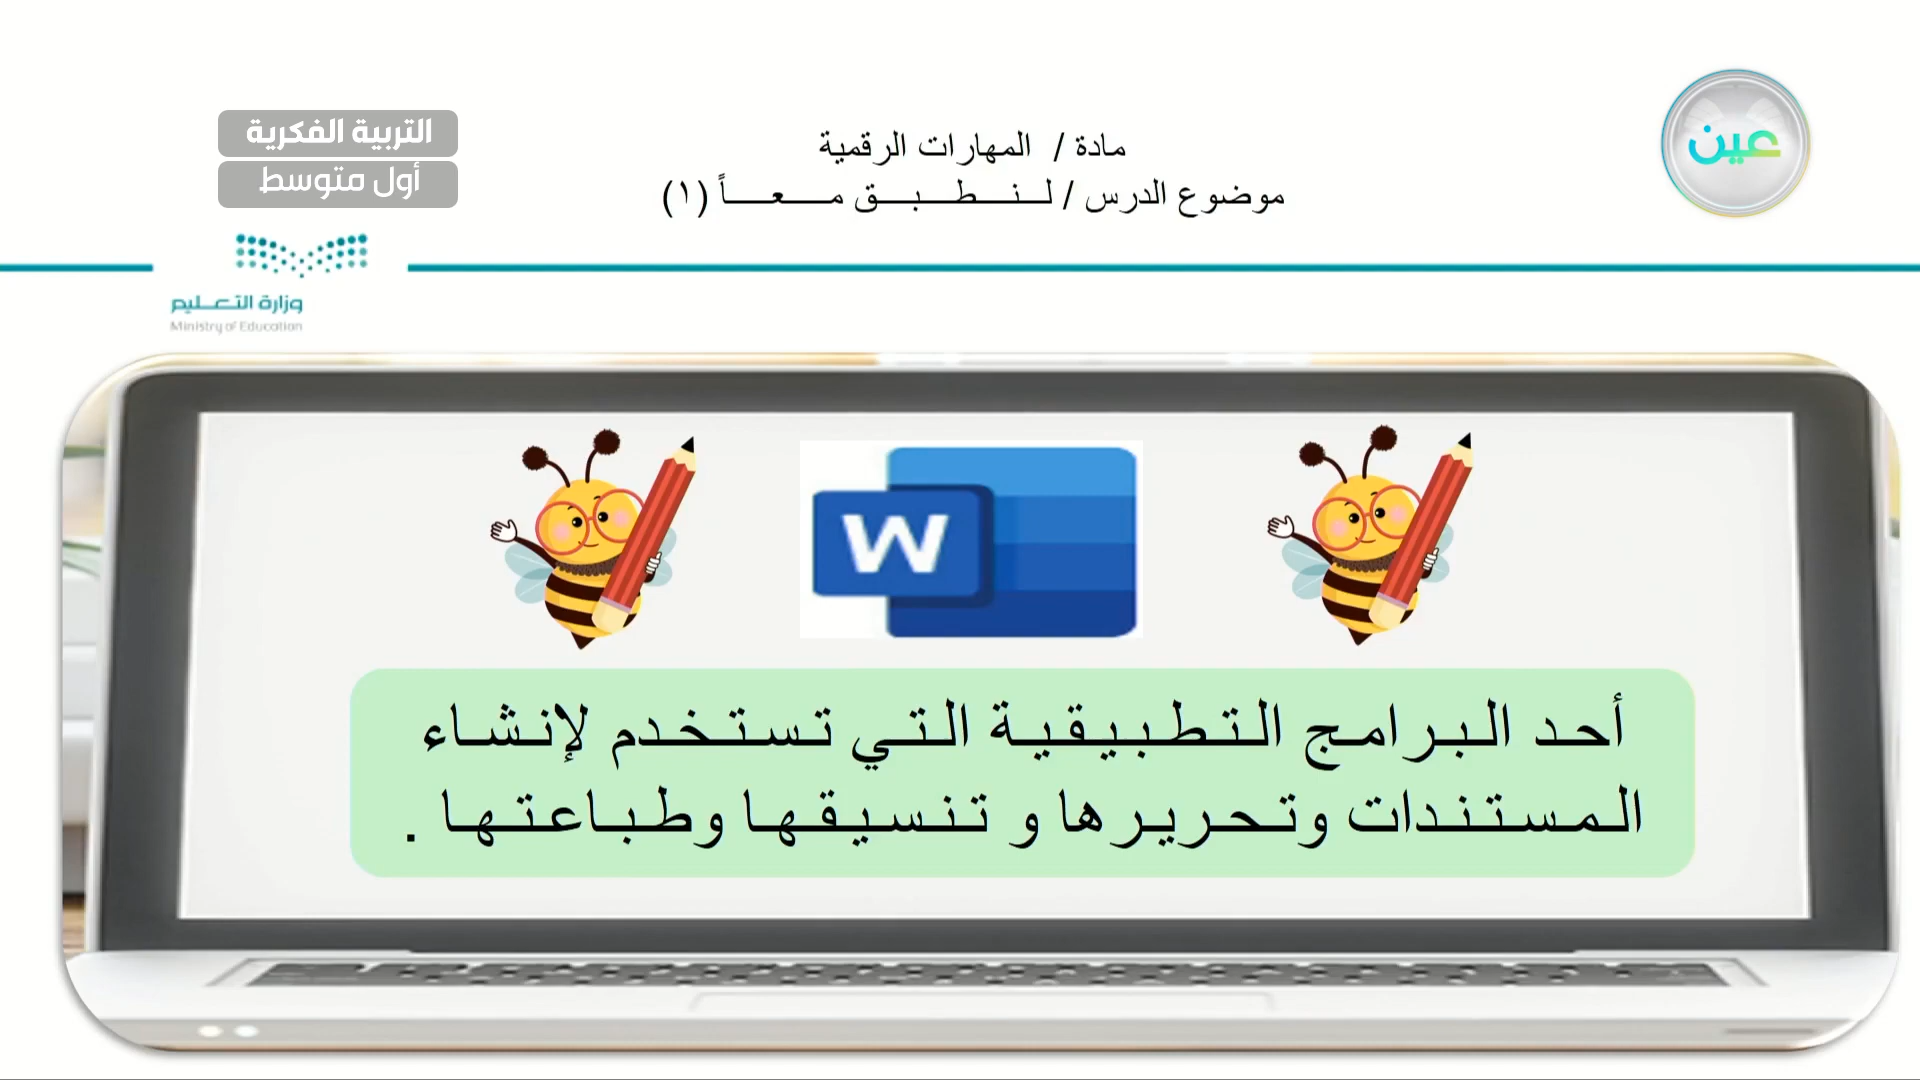 التربية الفكرية
أول متوسط
مادة / المهارات الرقمية
موضوع الدرس / لـنـطـبـق مـعـاً (١)
عين
وزارة التعـليم
Ministry of Education
W
أحد البرامج التطبيقية التي تستخدم لإنشاء
المستندات وتحريرها و تنسيقها وطباعتها .